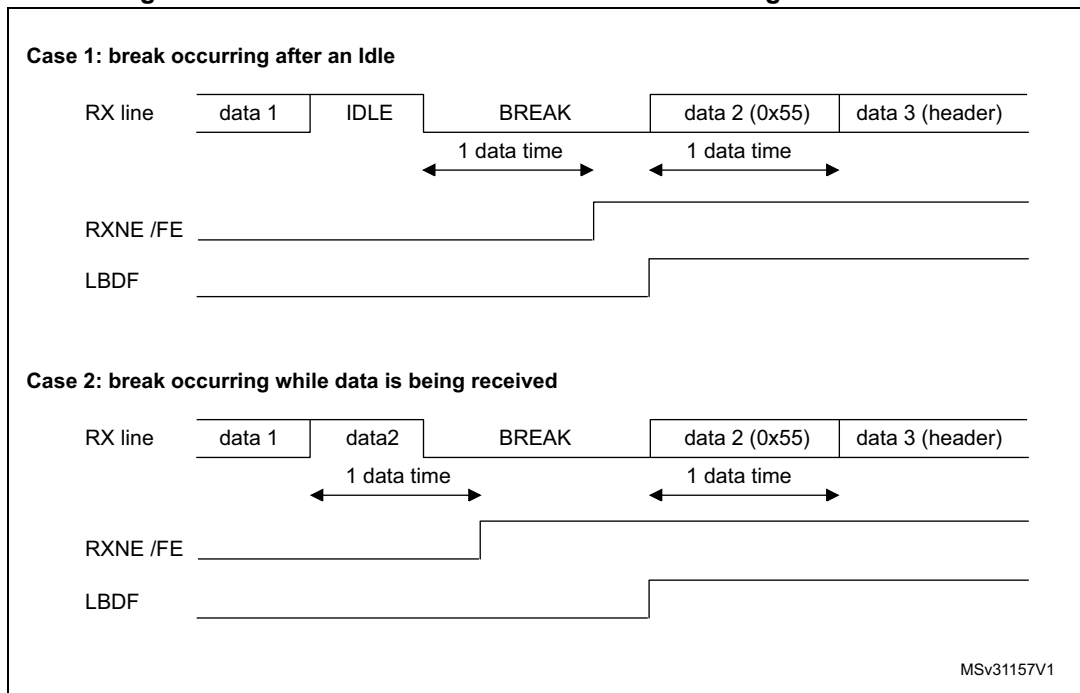 Case 1: break occurring after an Idle
RX line data 1 IDLE BREAK data 2 (0x55) data 3 (header)
1 data time 1 data time
RXNE /FE
LBDF
Case 2: break occurring while data is being received
RX line data 1 data2 BREAK data 2 (0x55) data 3 (header)
1 data time 1 data time
RXNE /FE
LBDF
MSv31157V1